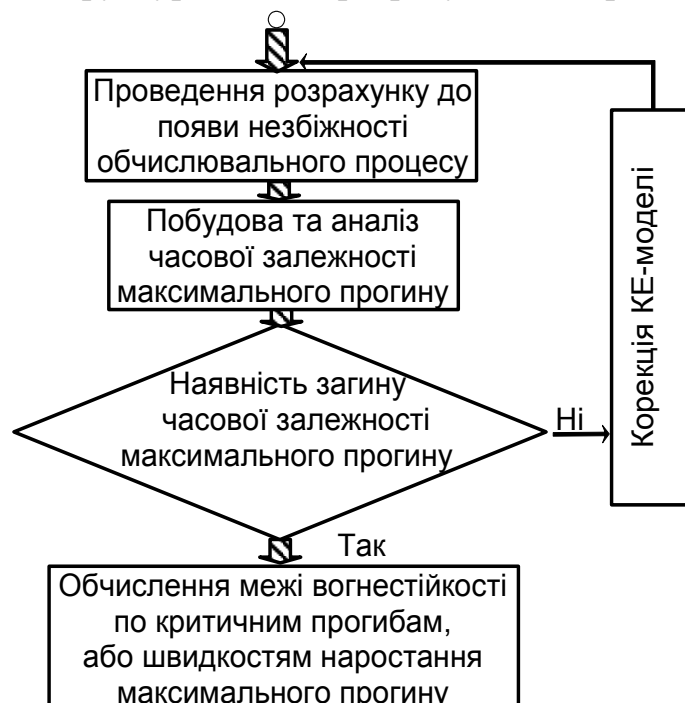 Проведення розрахунку до
появи незбіжності
обчислювального процесу
Побудова та аналіз
часової залежності
максимального прогину
Наявність загину
часової залежності
максимального прогину
Ні
Корекція КЕ-моделі
Так
Обчислення межі вогнестійкості
по критичним прогибам,
або швидкостям наростання
максимального прогину